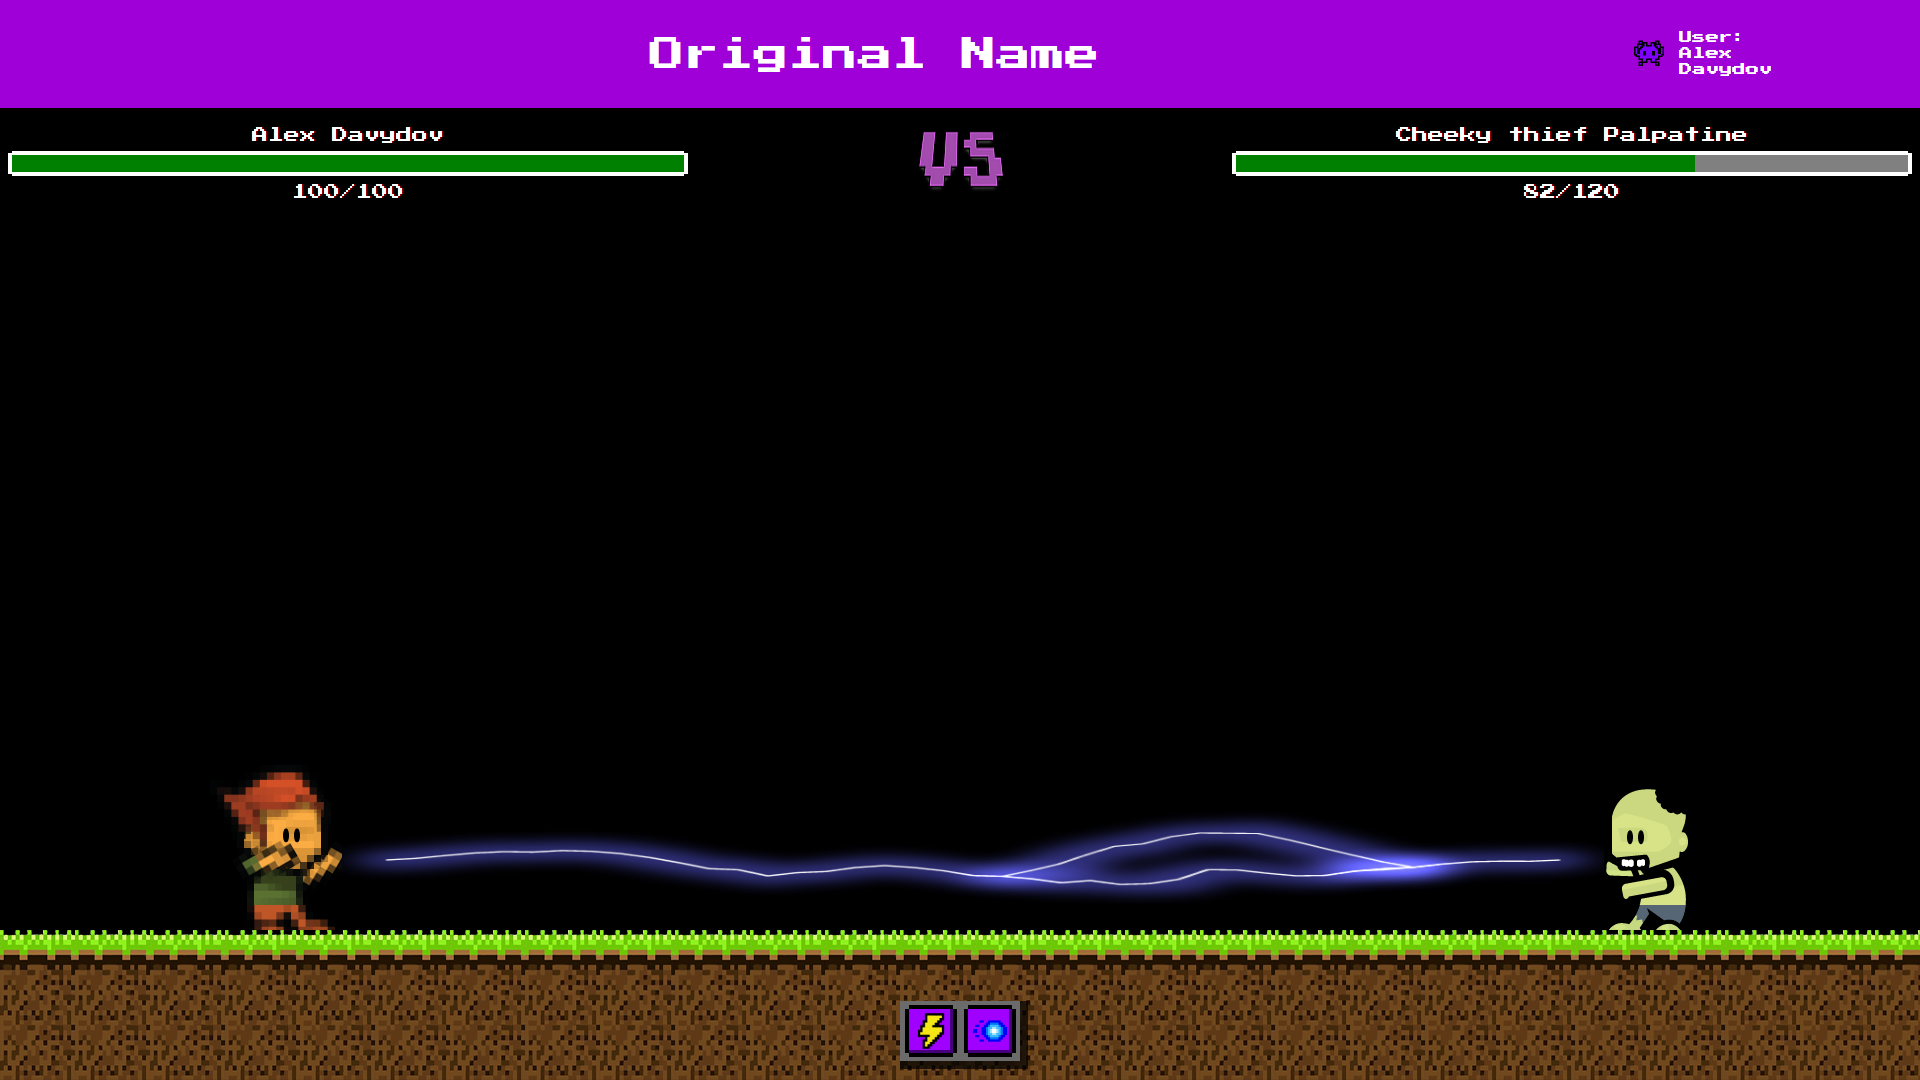 Original Name
User:
Alex
Davydov
Alex Davydov
100/100
VS
Cheeky thief Palpatine
82/120